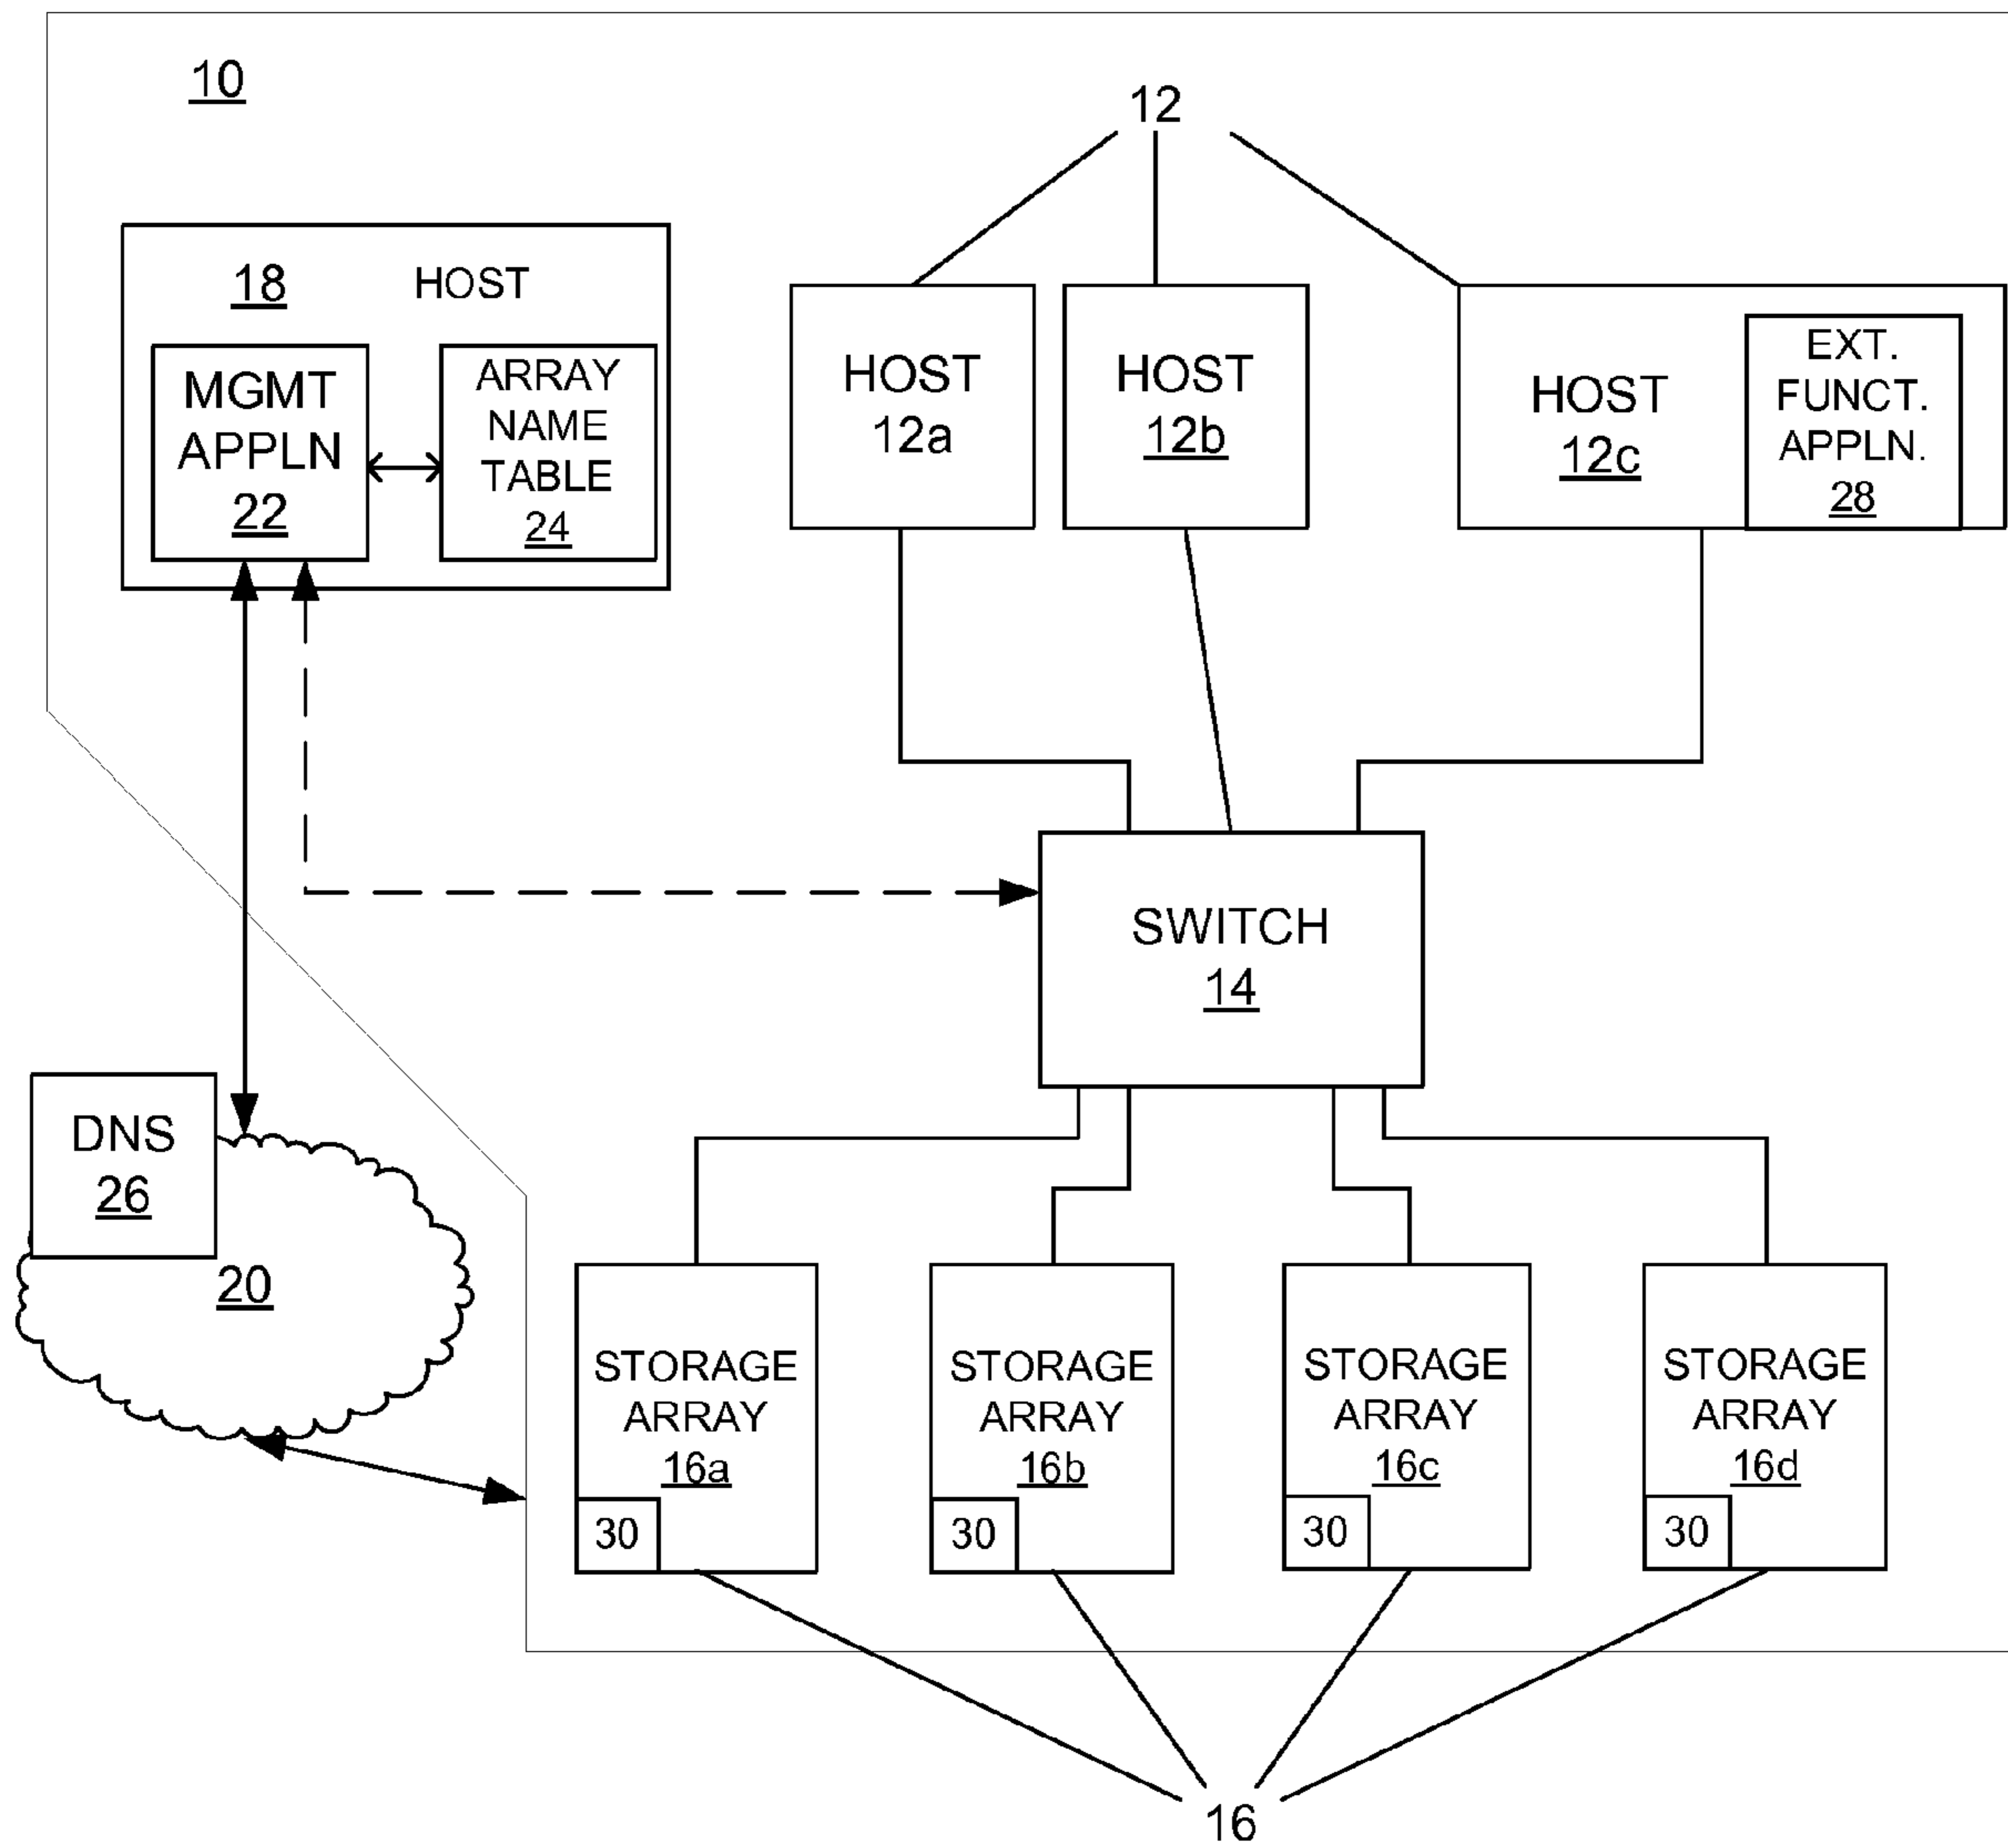 10
12
18 HOST
MGMT
APPLN
22
ARRAY
NAME
TABLE
24
HOST
12a
HOST
12b
HOST
12c
EXT.
FUNCT.
APPLN.
28
SWITCH
14
DNS
26
20
STORAGE
ARRAY
16a
30
STORAGE
ARRAY
16b
30
STORAGE
ARRAY
16c
30
STORAGE
ARRAY
16d
30
16